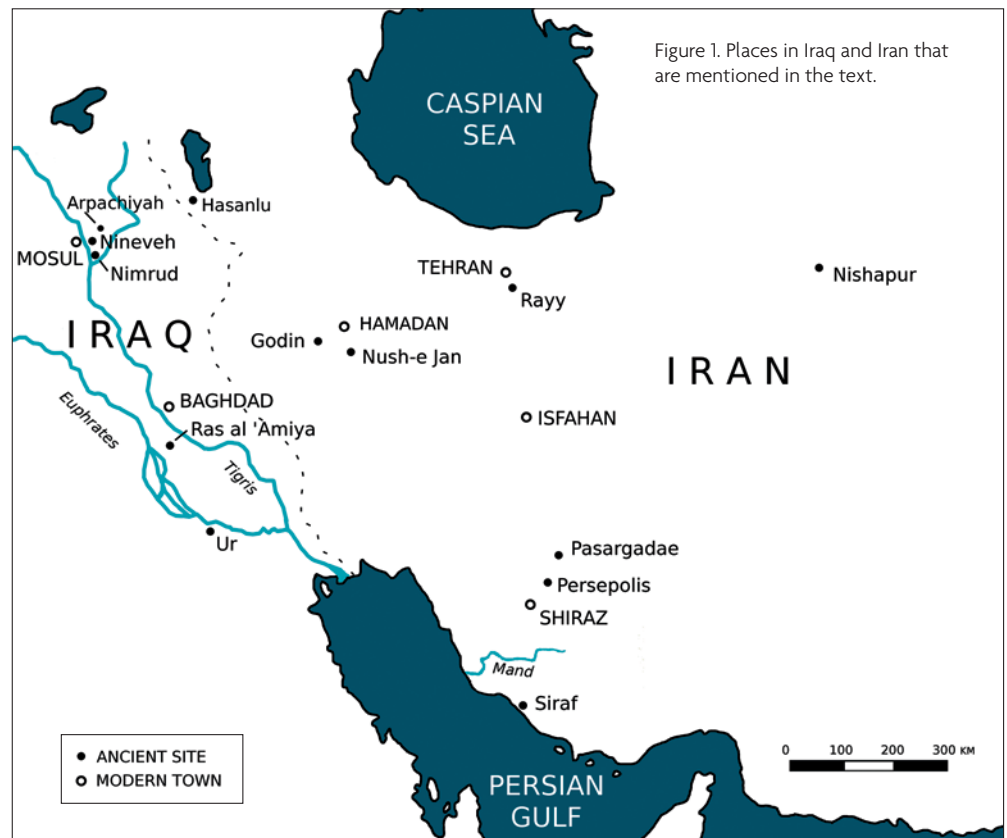 Figure 1. Places in Iraq and Iran that
are mentioned in the text.
CASPIAN
SEA
Arpachiyah
Hasanlu
Nineveh
MOSUL
Nimrud
TEHRAN
Rayy
Nishapur
IRAQ
HAMADAN
Godin
Nush-e Jan
IRAN
Euphrates
BAGHDAD
Ras al 'Amiya
ISFAHAN
Tigris
Ur
Pasargadae
Persepolis
SHIRAZ
Mand
Siraf
ANCIENT SITE
MODERN TOWN
0 100 200 300 KM
PERSIAN
GULF